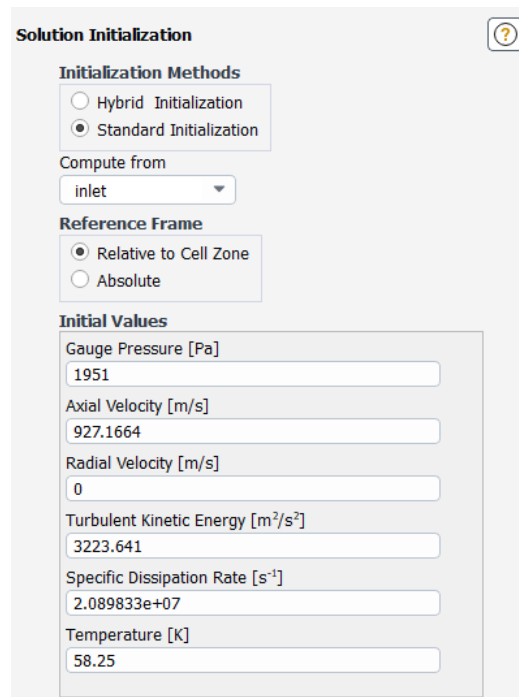 Solution Initialization
?
Initialization Methods
Hybrid Initialization
Standard Initialization
Compute from
inlet
Reference Frame
Relative to Cell Zone
Absolute
Initial Values
Gauge Pressure [Pa]
1951
Axial Velocity [m/s]
927.1664
Radial Velocity [m/s]
0
Turbulent Kinetic Energy [m²/s²]
3223.641
Specific Dissipation Rate [s⁻¹]
2.089833e+07
Temperature [K]
58.25